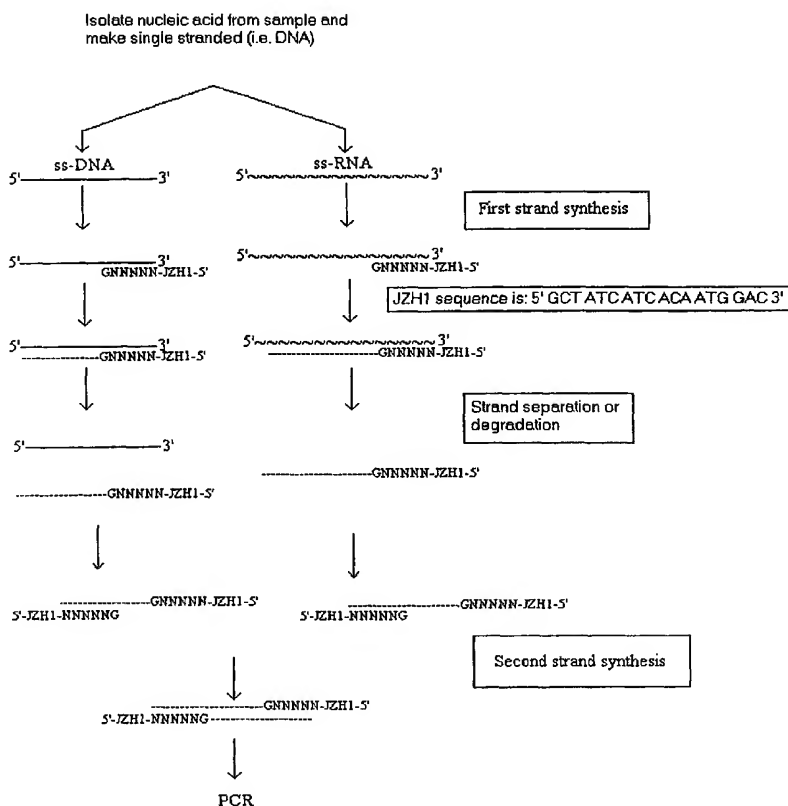 Isolate nucleic acid from sample and
make single stranded (i.e. DNA)
ss-DNA
ss-RNA
5' 3'
5' 3'
First strand synthesis
5' 3'
GNNNNN-JZH1-5'
5' 3'
GNNNNN-JZH1-5'
JZH1 sequence is: 5' GCT ATC ATC ACA ATG GAC 3'
5' 3'
GNNNNN-JZH1-5'
5' 3'
GNNNNN-JZH1-5'
Strand separation or
degradation
5' 3'
GNNNNN-JZH1-5'
GNNNNN-JZH1-5'
GNNNNN-JZH1-5'
5'-JZH1-NNNNNG
GNNNNN-JZH1-5'
5'-JZH1-NNNNNG
Second strand synthesis
GNNNNN-JZH1-5'
5'-JZH1-NNNNNG
PCR